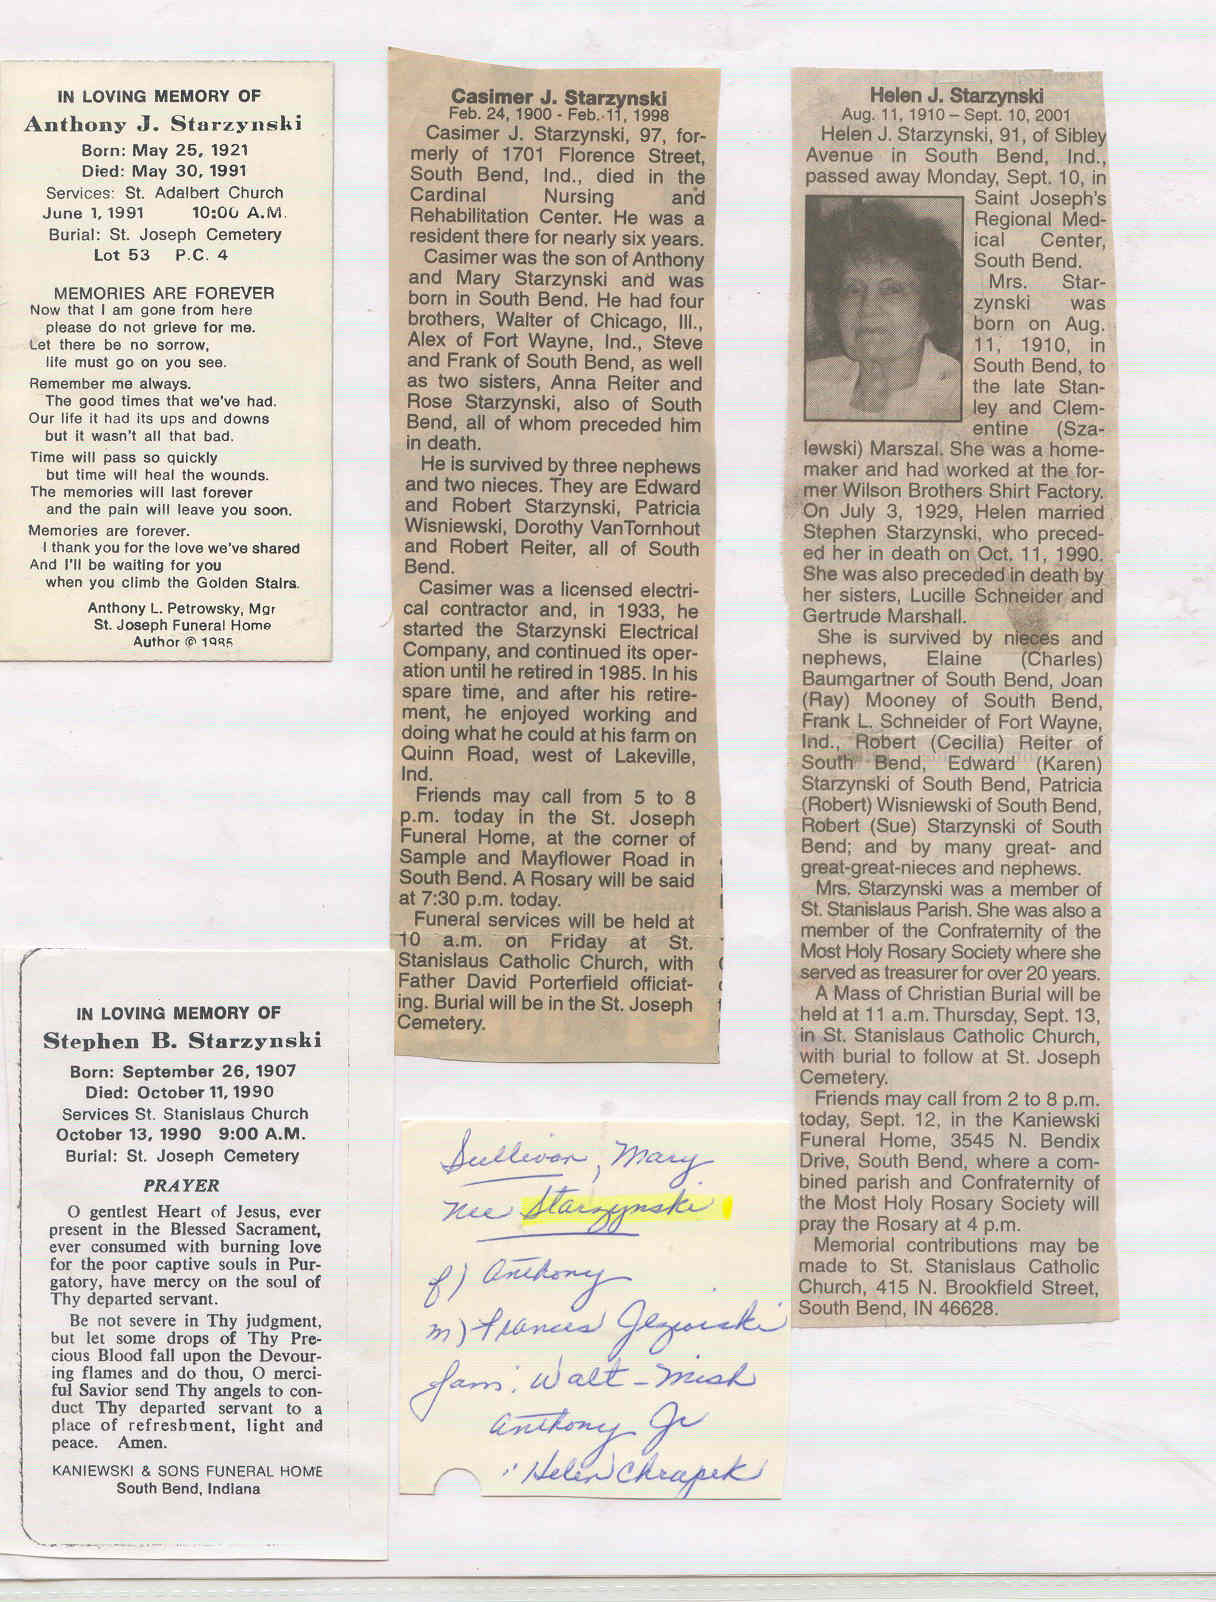 IN LOVING MEMORY OF
Anthony J. Starzynski
Born: May 25, 1921
Died: May 30, 1991
Services: St. Adalbert Church
June 1, 1991 10:00 A.M.
Burial: St. Joseph Cemetery
Lot 53 P.C. 4
MEMORIES ARE FOREVER
Now that I am gone from here
please do not grieve for me.
Let there be no sorrow,
life must go on you see.
Remember me always.
The good times that we've had.
Our life it had its ups and downs
but it wasn't all that bad.
Time will pass so quickly
but time will heal the wounds.
The memories will last forever
and the pain will leave you soon.
Memories are forever.
I thank you for the love we've shared
And I'll be waiting for you
when you climb the Golden Stairs.
Anthony L. Petrowsky, Mgr
St. Joseph Funeral Home
Author © 1985
IN LOVING MEMORY OF
Stephen B. Starzynski
Born: September 26, 1907
Died: October 11, 1990
Services St. Stanislaus Church
October 13, 1990 9:00 A.M.
Burial: St. Joseph Cemetery
PRAYER
O gentlest Heart of Jesus, ever
present in the Blessed Sacrament,
ever consumed with burning love
for the poor captive souls in Pur-
gatory, have mercy on the soul of
Thy departed servant.
Be not severe in Thy judgment,
but let some drops of Thy Pre-
cious Blood fall upon the Devour-
ing flames and do thou, O merci-
ful Savior send Thy angels to con-
duct Thy departed servant to a
place of refreshment, light and
peace. Amen.
KANIEWSKI & SONS FUNERAL HOME
South Bend, Indiana
Casimer J. Starzynski
Feb. 24, 1900 - Feb. 11, 1998
Casimer J. Starzynski, 97, for-
merly of 1701 Florence Street,
South Bend, Ind., died in the
Cardinal Nursing and
Rehabilitation Center. He was a
resident there for nearly six years.
Casimer was the son of Anthony
and Mary Starzynski and was
born in South Bend. He had four
brothers, Walter of Chicago, Ill.,
Alex of Fort Wayne, Ind., Steve
and Frank of South Bend, as well
as two sisters, Anna Reiter and
Rose Starzynski, also of South
Bend, all of whom preceded him
in death.
He is survived by three nephews
and two nieces. They are Edward
and Robert Starzynski, Patricia
Wisniewski, Dorothy VanTornhout
and Robert Reiter, all of South
Bend.
Casimer was a licensed electri-
cal contractor and, in 1933, he
started the Starzynski Electrical
Company, and continued its oper-
ation until he retired in 1985. In his
spare time, and after his retire-
ment, he enjoyed working and
doing what he could at his farm on
Quinn Road, west of Lakeville,
Ind.
Friends may call from 5 to 8
p.m. today in the St. Joseph
Funeral Home, at the corner of
Sample and Mayflower Road in
South Bend. A Rosary will be said
at 7:30 p.m. today.
Funeral services will be held at
10 a.m. on Friday at St.
Stanislaus Catholic Church, with
Father David Porterfield officiat-
ing. Burial will be in the St. Joseph
Cemetery.
Sullivan, Mary
nee Starzynski
f) Anthony
m) Frances Jezierski
fam: Walt - Mish
Anthony Jr
" Helen Chrapek
Helen J. Starzynski
Aug. 11, 1910 – Sept. 10, 2001
Helen J. Starzynski, 91, of Sibley
Avenue in South Bend, Ind.,
passed away Monday, Sept. 10, in
Saint Joseph's
Regional Med-
ical Center,
South Bend.
Mrs. Star-
zynski was
born on Aug.
11, 1910, in
South Bend, to
the late Stan-
ley and Clem-
entine (Sza-
lewski) Marszal. She was a home-
maker and had worked at the for-
mer Wilson Brothers Shirt Factory.
On July 3, 1929, Helen married
Stephen Starzynski, who preced-
ed her in death on Oct. 11, 1990.
She was also preceded in death by
her sisters, Lucille Schneider and
Gertrude Marshall.
She is survived by nieces and
nephews, Elaine (Charles)
Baumgartner of South Bend, Joan
(Ray) Mooney of South Bend,
Frank L. Schneider of Fort Wayne,
Ind., Robert (Cecilia) Reiter of
South Bend, Edward (Karen)
Starzynski of South Bend, Patricia
(Robert) Wisniewski of South Bend,
Robert (Sue) Starzynski of South
Bend; and by many great- and
great-great-nieces and nephews.
Mrs. Starzynski was a member of
St. Stanislaus Parish. She was also a
member of the Confraternity of the
Most Holy Rosary Society where she
served as treasurer for over 20 years.
A Mass of Christian Burial will be
held at 11 a.m. Thursday, Sept. 13,
in St. Stanislaus Catholic Church,
with burial to follow at St. Joseph
Cemetery.
Friends may call from 2 to 8 p.m.
today, Sept. 12, in the Kaniewski
Funeral Home, 3545 N. Bendix
Drive, South Bend, where a com-
bined parish and Confraternity of
the Most Holy Rosary Society will
pray the Rosary at 4 p.m.
Memorial contributions may be
made to St. Stanislaus Catholic
Church, 415 N. Brookfield Street,
South Bend, IN 46628.